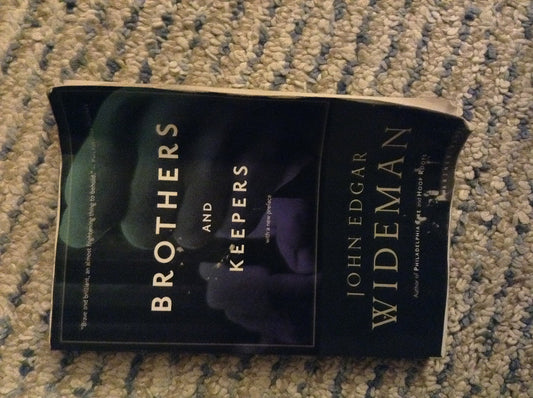 "Brave and brilliant, an almost frightening thing to behold."
BROTHERS
AND
KEEPERS
with a new preface
JOHN EDGAR
WIDEMAN
Author of PHILADELPHIA FIRE and HOOP ROOTS